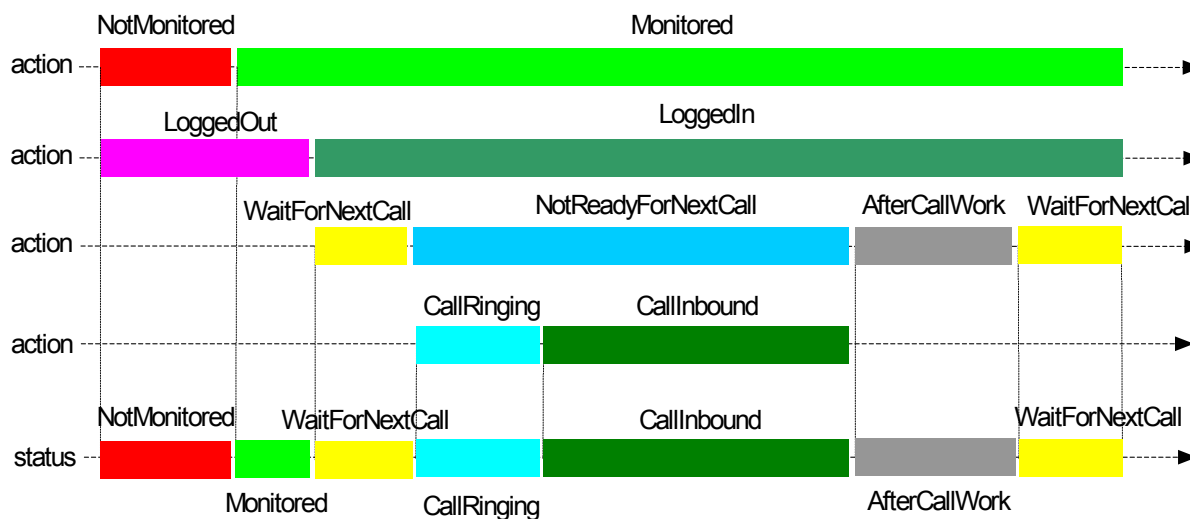 NotMonitored
Monitored
action
LoggedOut
LoggedIn
action
WaitForNextCall
NotReadyForNextCall
AfterCallWork
WaitForNextCal
action
CallRinging
CallInbound
action
NotMonitored
WaitForNextCall
CallInbound
WaitForNextCall
status
Monitored
CallRinging
AfterCallWork